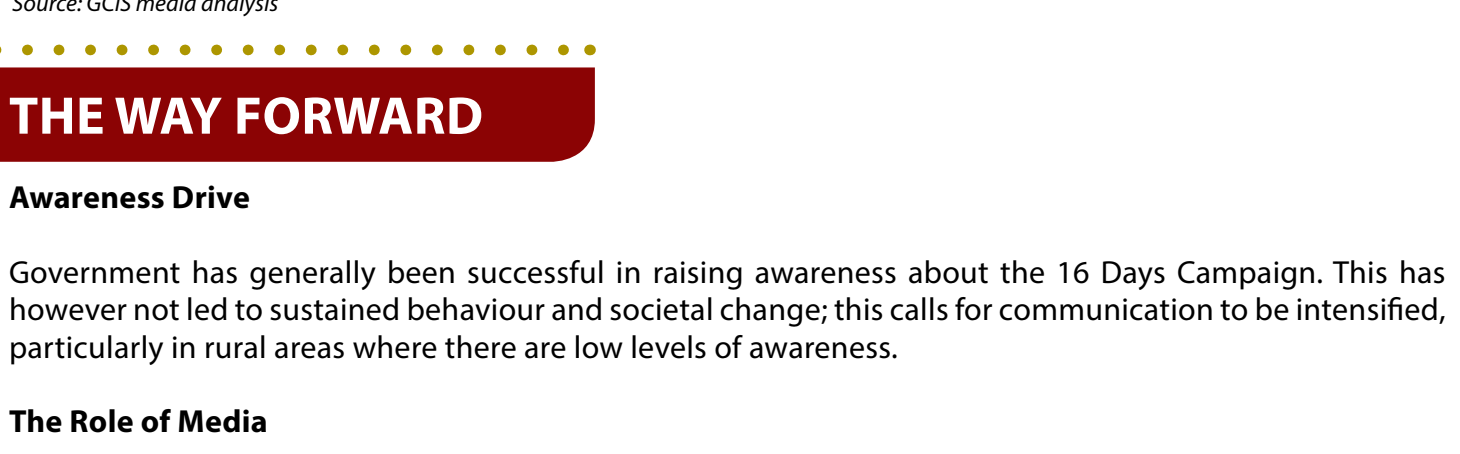 Source: GCIS media analysis
THE WAY FORWARD
Awareness Drive
Government has generally been successful in raising awareness about the 16 Days Campaign. This has
however not led to sustained behaviour and societal change; this calls for communication to be intensified,
particularly in rural areas where there are low levels of awareness.
The Role of Media